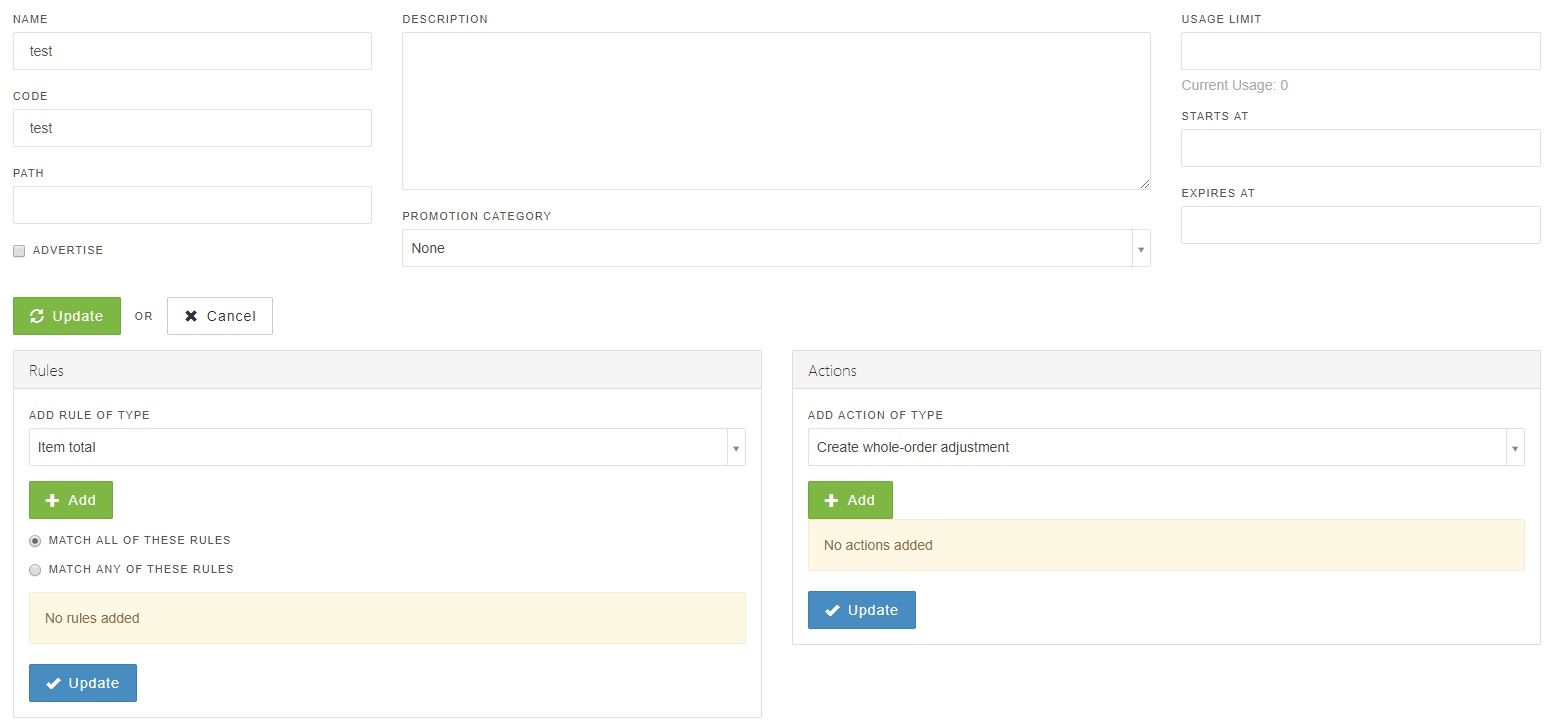 NAME
test
CODE
test
PATH
ADVERTISE
DESCRIPTION
PROMOTION CATEGORY
None
USAGE LIMIT
Current Usage: 0
STARTS AT
EXPIRES AT
Update OR Cancel
Rules
ADD RULE OF TYPE
Item total
Add
MATCH ALL OF THESE RULES
MATCH ANY OF THESE RULES
No rules added
Update
Actions
ADD ACTION OF TYPE
Create whole-order adjustment
Add
No actions added
Update